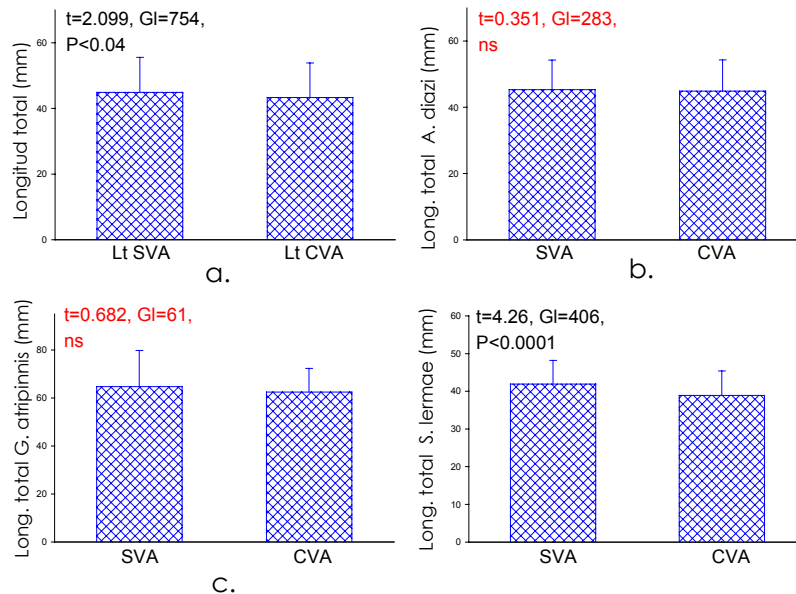 t=2.099, Gl=754,
P<0.04
Longitud total (mm)
60
40
20
0
Lt SVA Lt CVA
a.
t=0.351, Gl=283,
ns
Long. total A. diazi (mm)
60
40
20
0
SVA CVA
b.
t=0.682, Gl=61,
ns
Long. total G. atripinnis (mm)
80
60
40
20
0
SVA CVA
c.
t=4.26, Gl=406,
P<0.0001
Long. total S. lermae (mm)
60
50
40
30
20
10
0
SVA CVA